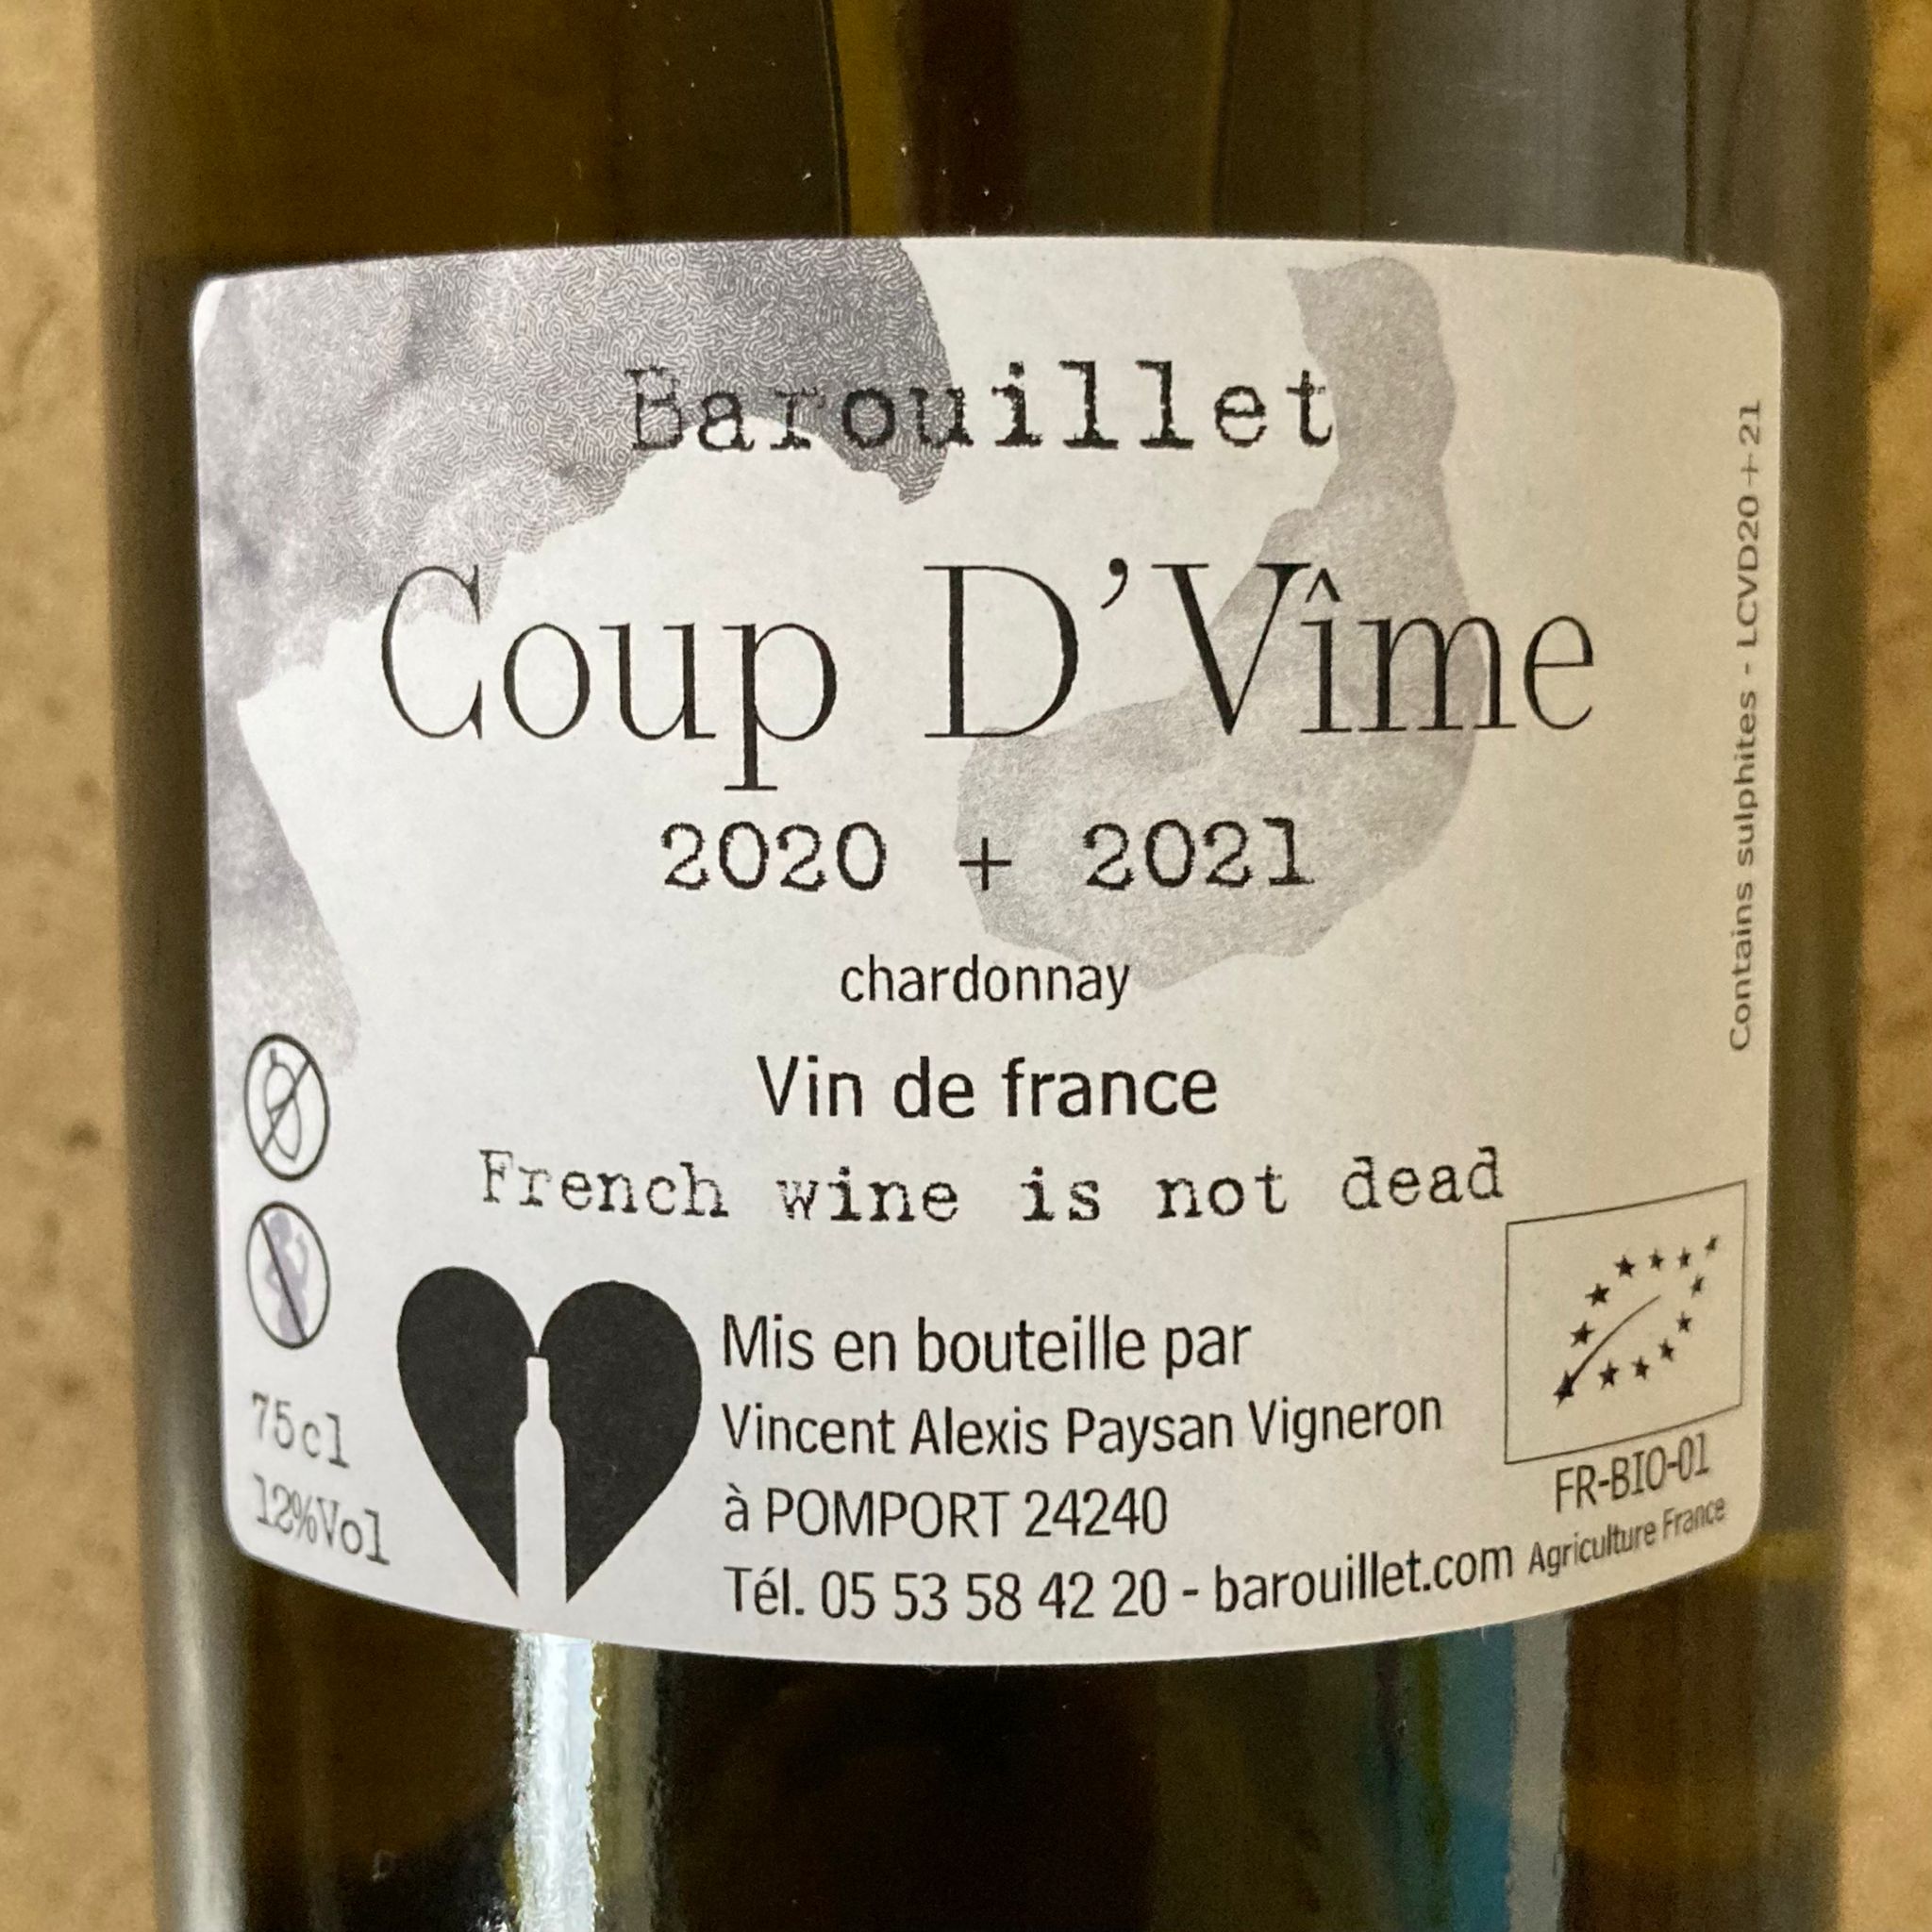 Barouillet
Coup D'Vîme
2020 + 2021
chardonnay
Vin de france
French wine is not dead
Mis en bouteille par
Vincent Alexis Paysan Vigneron
à POMPORT 24240
Tél. 05 53 58 42 20 - barouillet.com
75cl
12%Vol
FR-BIO-01
Agriculture France
Contains sulphites - LCVD20+21